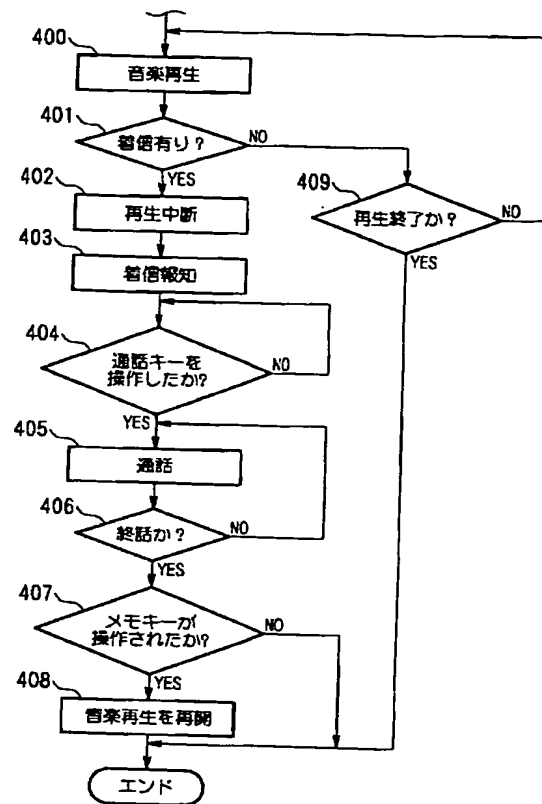 400
音楽再生
401
着信有り?
NO
YES
402
再生中断
409
再生終了か?
NO
YES
403
着信報知
404
通話キーを
操作したか?
NO
YES
405
通話
406
終話か?
NO
YES
407
メモキーが
操作されたか?
NO
YES
408
音楽再生を再開
エンド